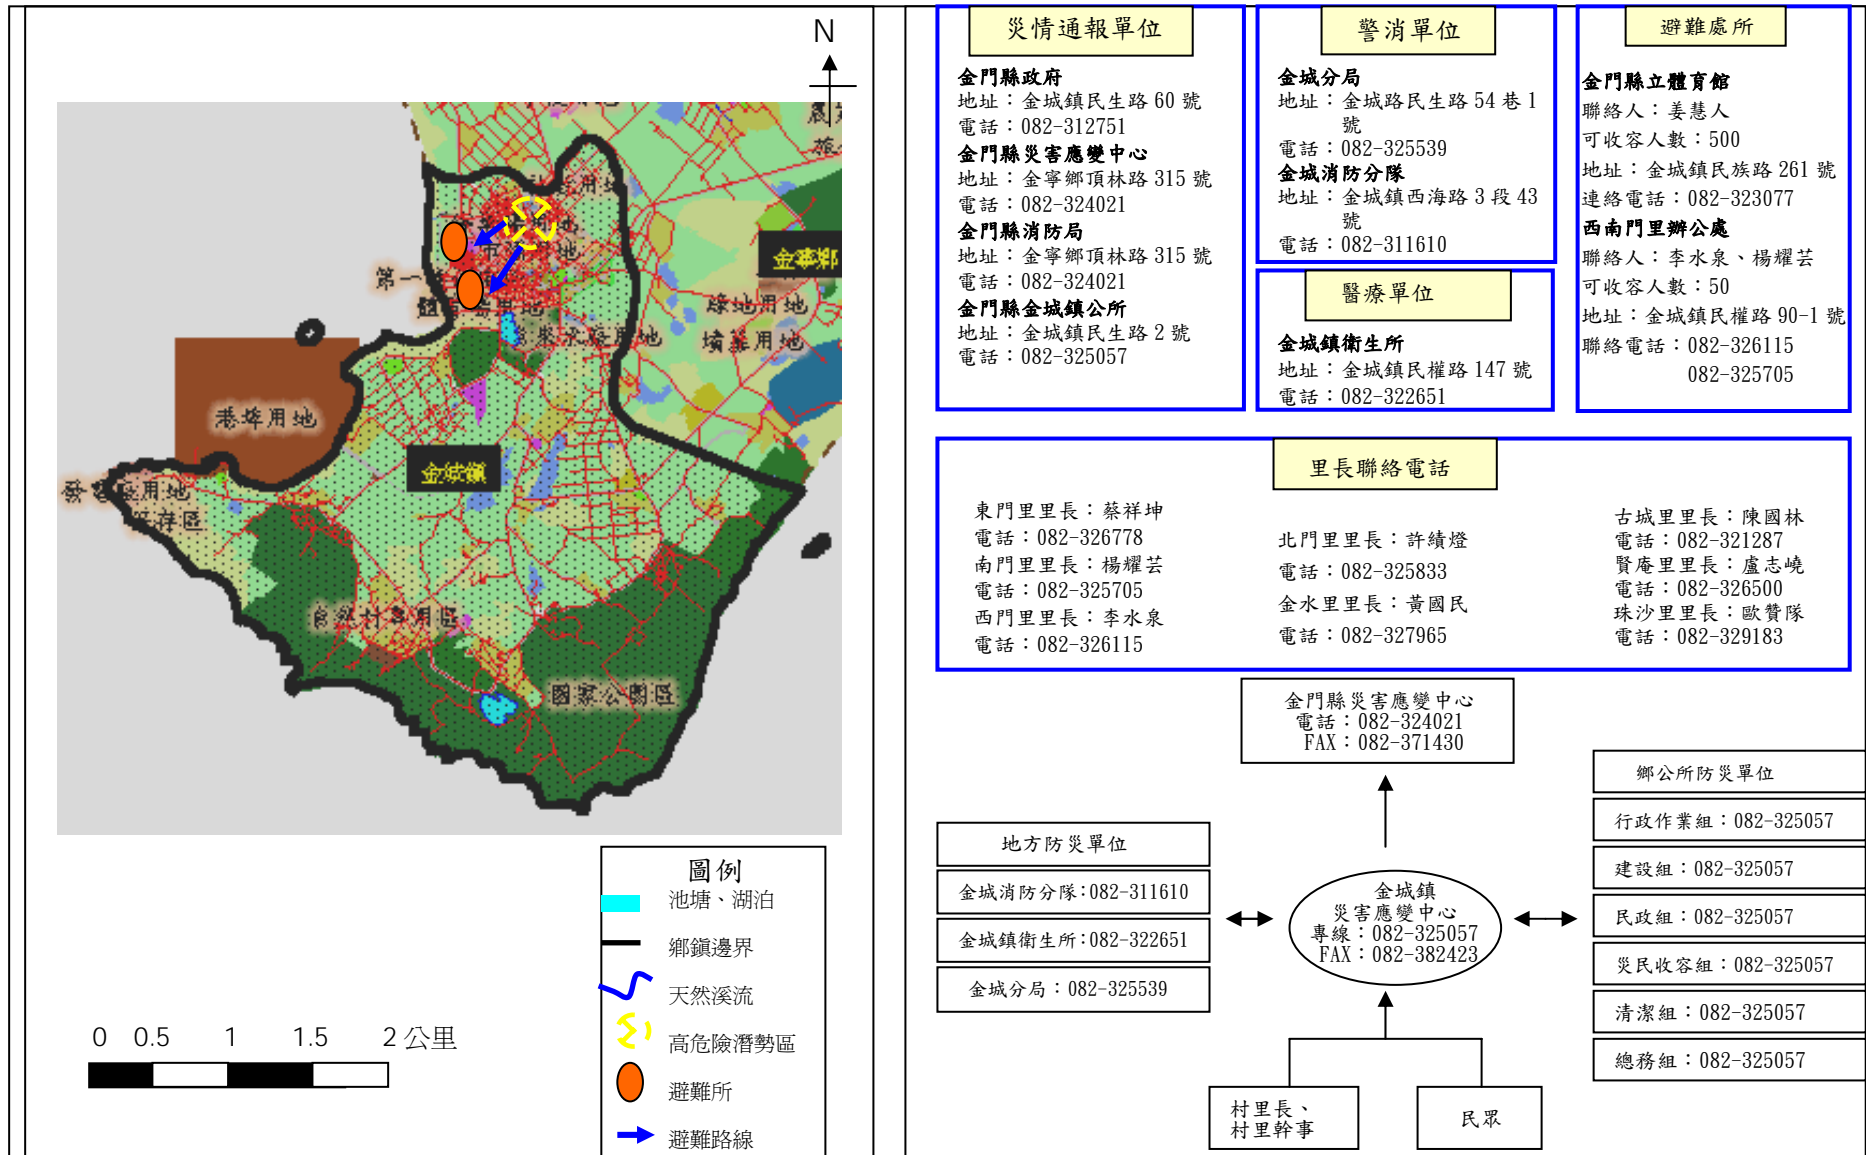 N
金寧鄉
第一
港埠用地
金城鎮
國家公園區
圖例
池塘、湖泊
鄉鎮邊界
天然溪流
高危險潛勢區
避難所
避難路線
0 0.5 1 1.5 2 公里
災情通報單位
金門縣政府
地址：金城鎮民生路 60 號
電話：082-312751
金門縣災害應變中心
地址：金寧鄉頂林路 315 號
電話：082-324021
金門縣消防局
地址：金寧鄉頂林路 315 號
電話：082-324021
金門縣金城鎮公所
地址：金城鎮民生路 2 號
電話：082-325057
警消單位
金城分局
地址：金城路民生路 54 巷 1
號
電話：082-325539
金城消防分隊
地址：金城鎮西海路 3 段 43
號
電話：082-311610
醫療單位
金城鎮衛生所
地址：金城鎮民權路 147 號
電話：082-322651
避難處所
金門縣立體育館
聯絡人：姜慧人
可收容人數：500
地址：金城鎮民族路 261 號
連絡電話：082-323077
西南門里辦公處
聯絡人：李水泉、楊耀芸
可收容人數：50
地址：金城鎮民權路 90-1 號
聯絡電話：082-326115
082-325705
里長聯絡電話
東門里里長：蔡祥坤
電話：082-326778
南門里里長：楊耀芸
電話：082-325705
西門里里長：李水泉
電話：082-326115
北門里里長：許績燈
電話：082-325833
金水里里長：黃國民
電話：082-327965
古城里里長：陳國林
電話：082-321287
賢庵里里長：盧志嶢
電話：082-326500
珠沙里里長：歐贊隊
電話：082-329183
金門縣災害應變中心
電話：082-324021
FAX：082-371430
地方防災單位
金城消防分隊：082-311610
金城鎮衛生所：082-322651
金城分局：082-325539
金城鎮
災害應變中心
專線：082-325057
FAX：082-382423
鄉公所防災單位
行政作業組：082-325057
建設組：082-325057
民政組：082-325057
災民收容組：082-325057
清潔組：082-325057
總務組：082-325057
村里長、
村里幹事
民眾